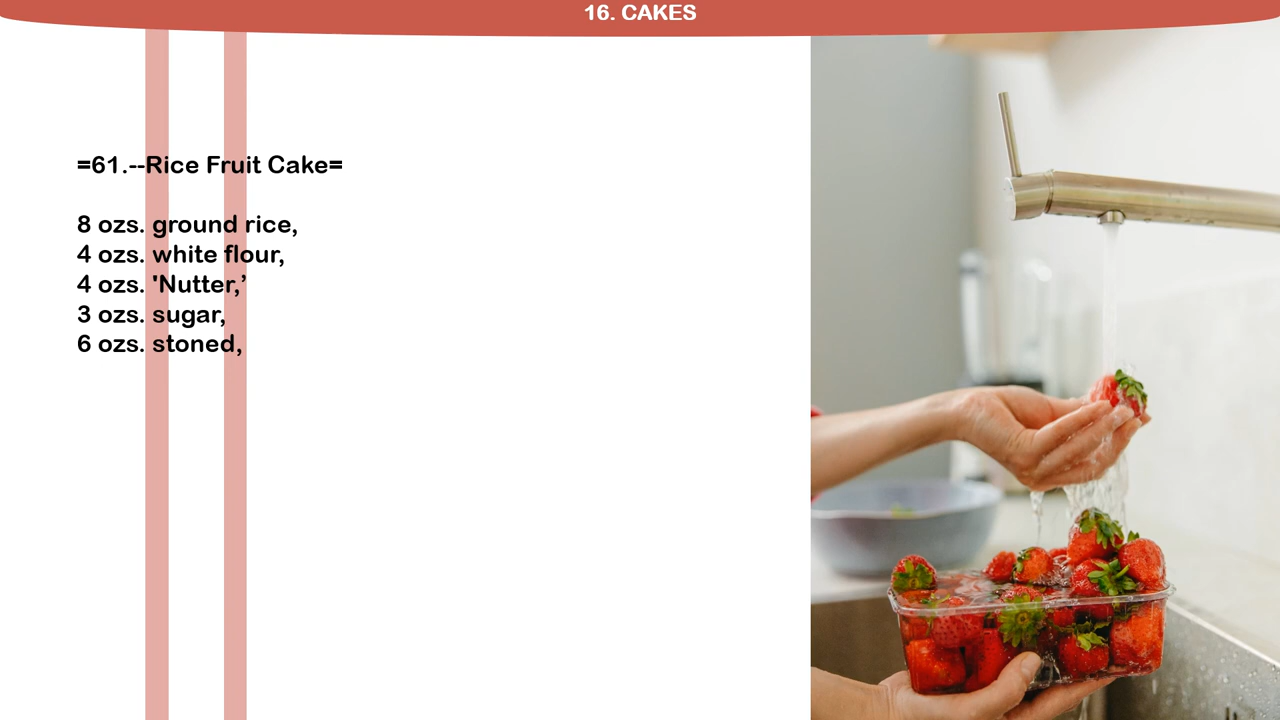 16. CAKES
=61.--Rice Fruit Cake=
8 ozs. ground rice,
4 ozs. white flour,
4 ozs. 'Nutter,’
3 ozs. sugar,
6 ozs. stoned,